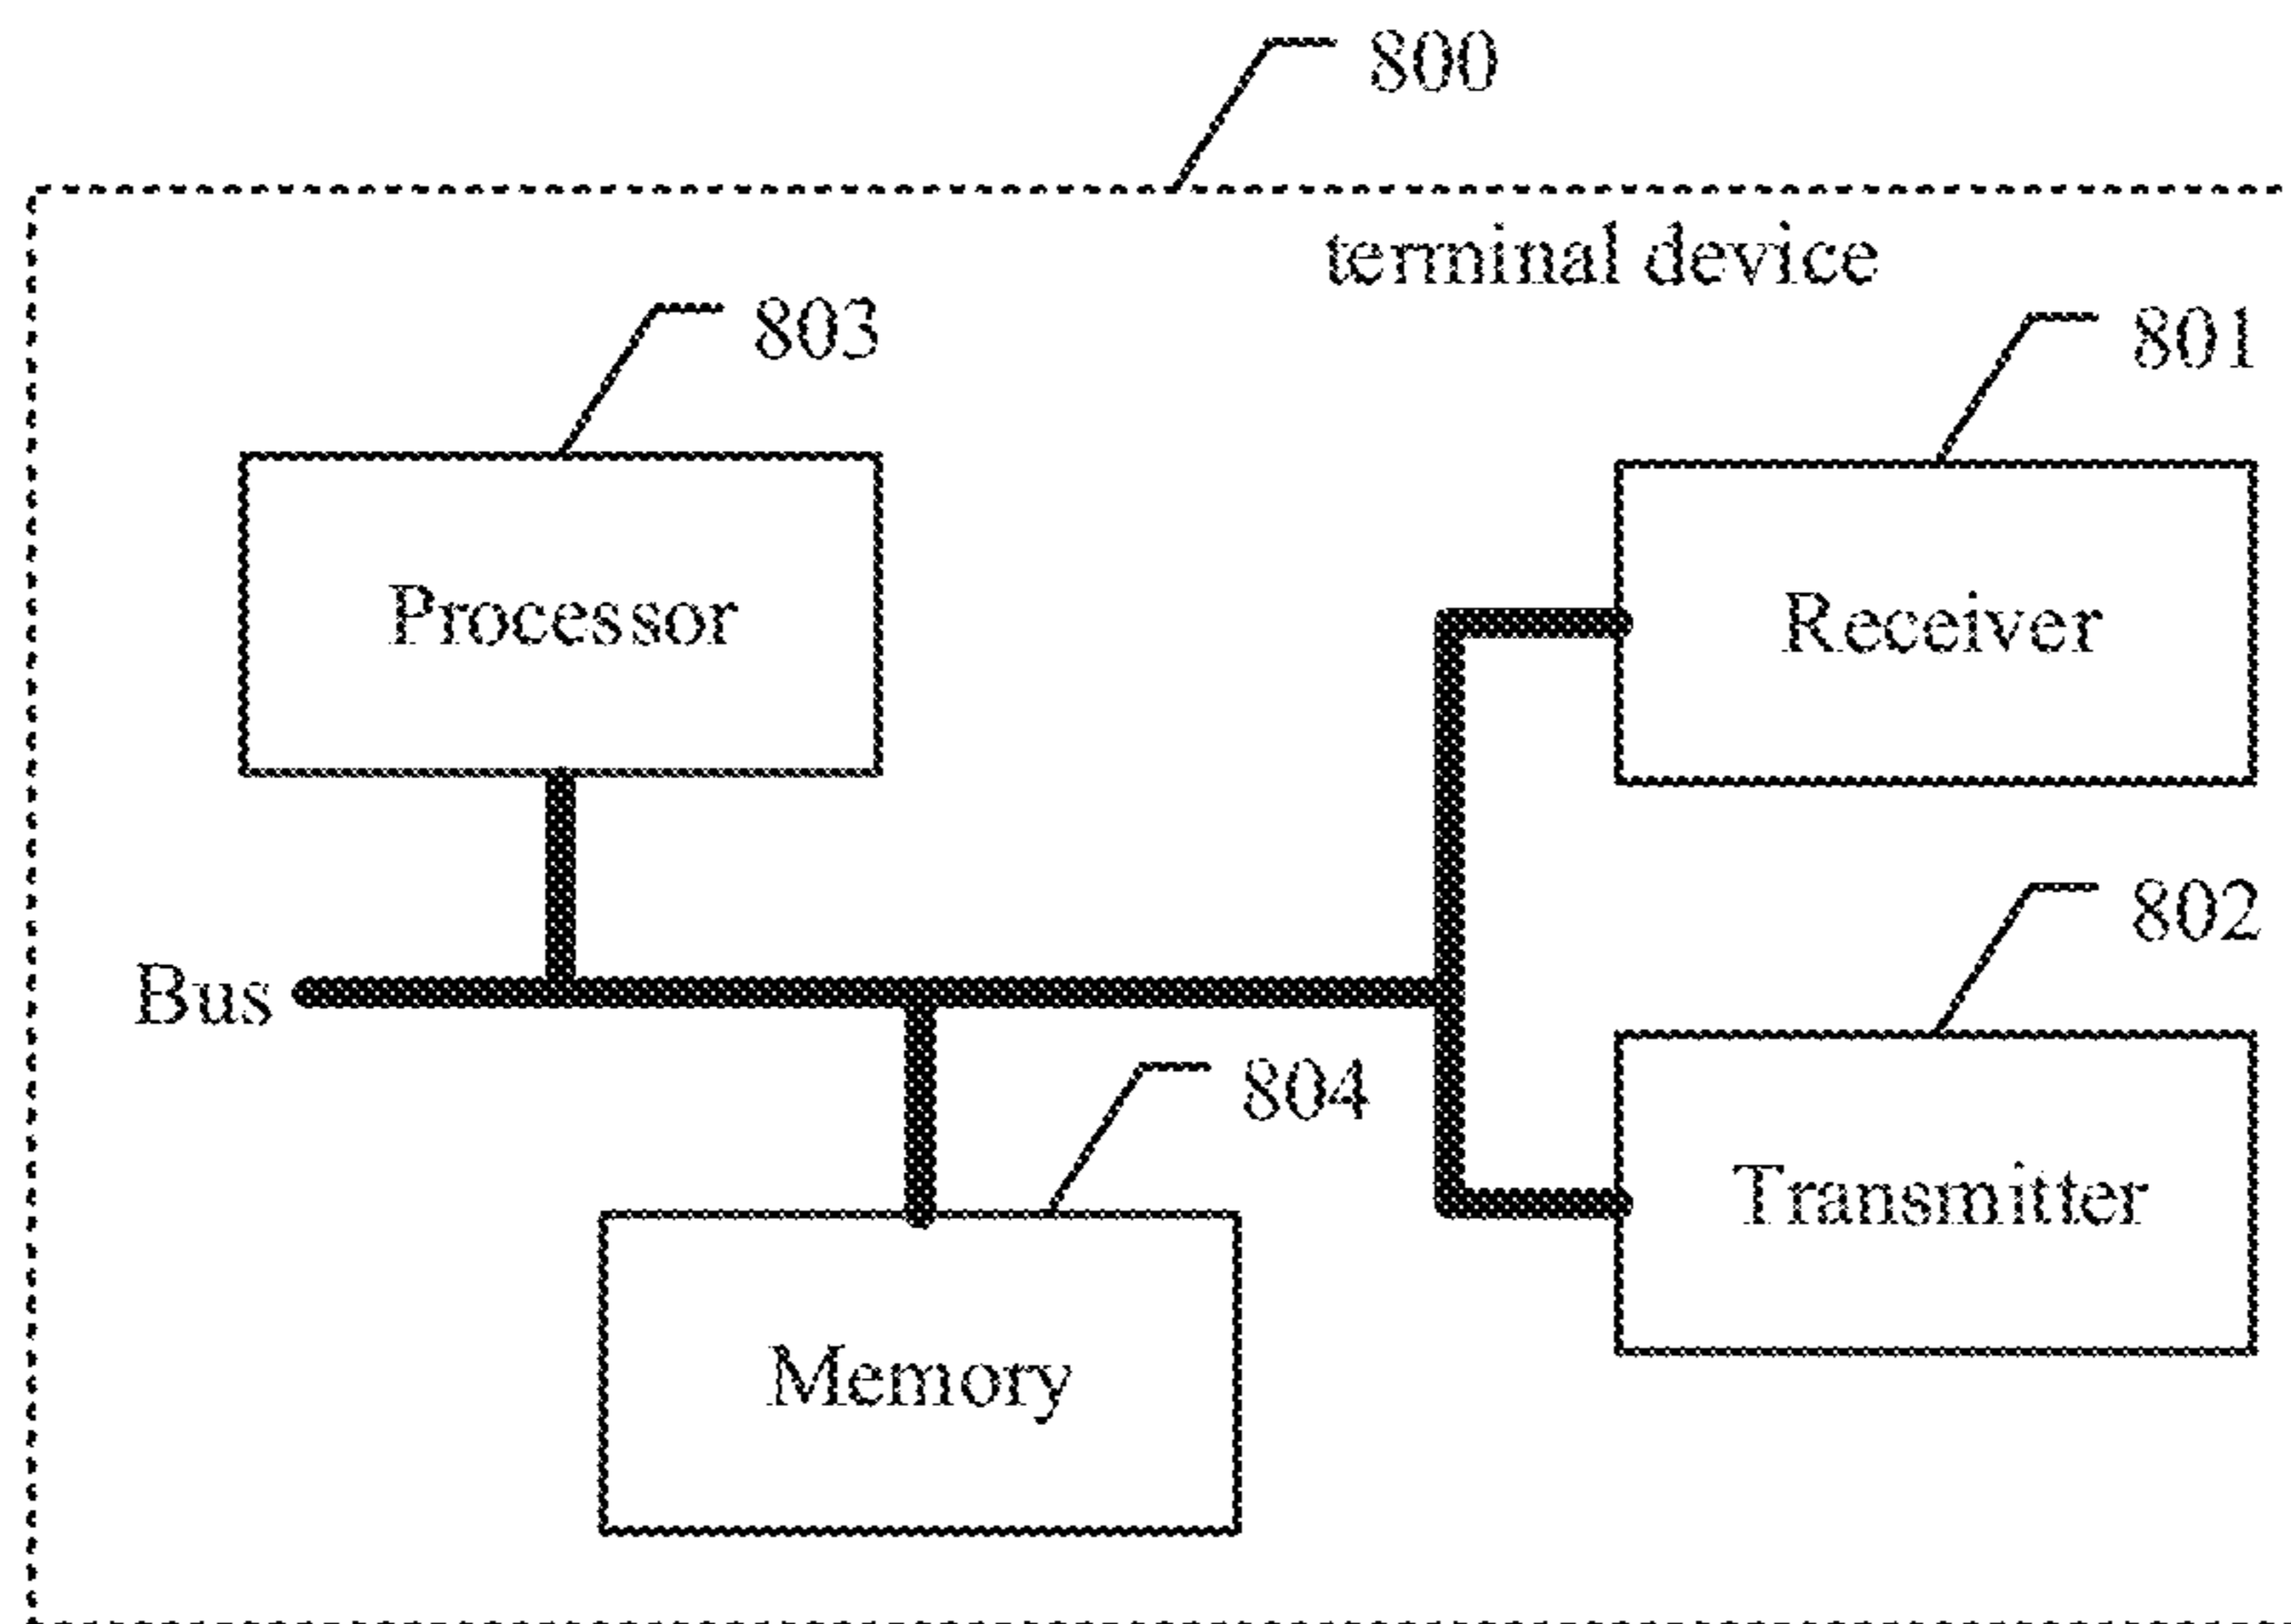 800
terminal device
803
801
Processor
Receiver
802
Bus
804
Transmitter
Memory